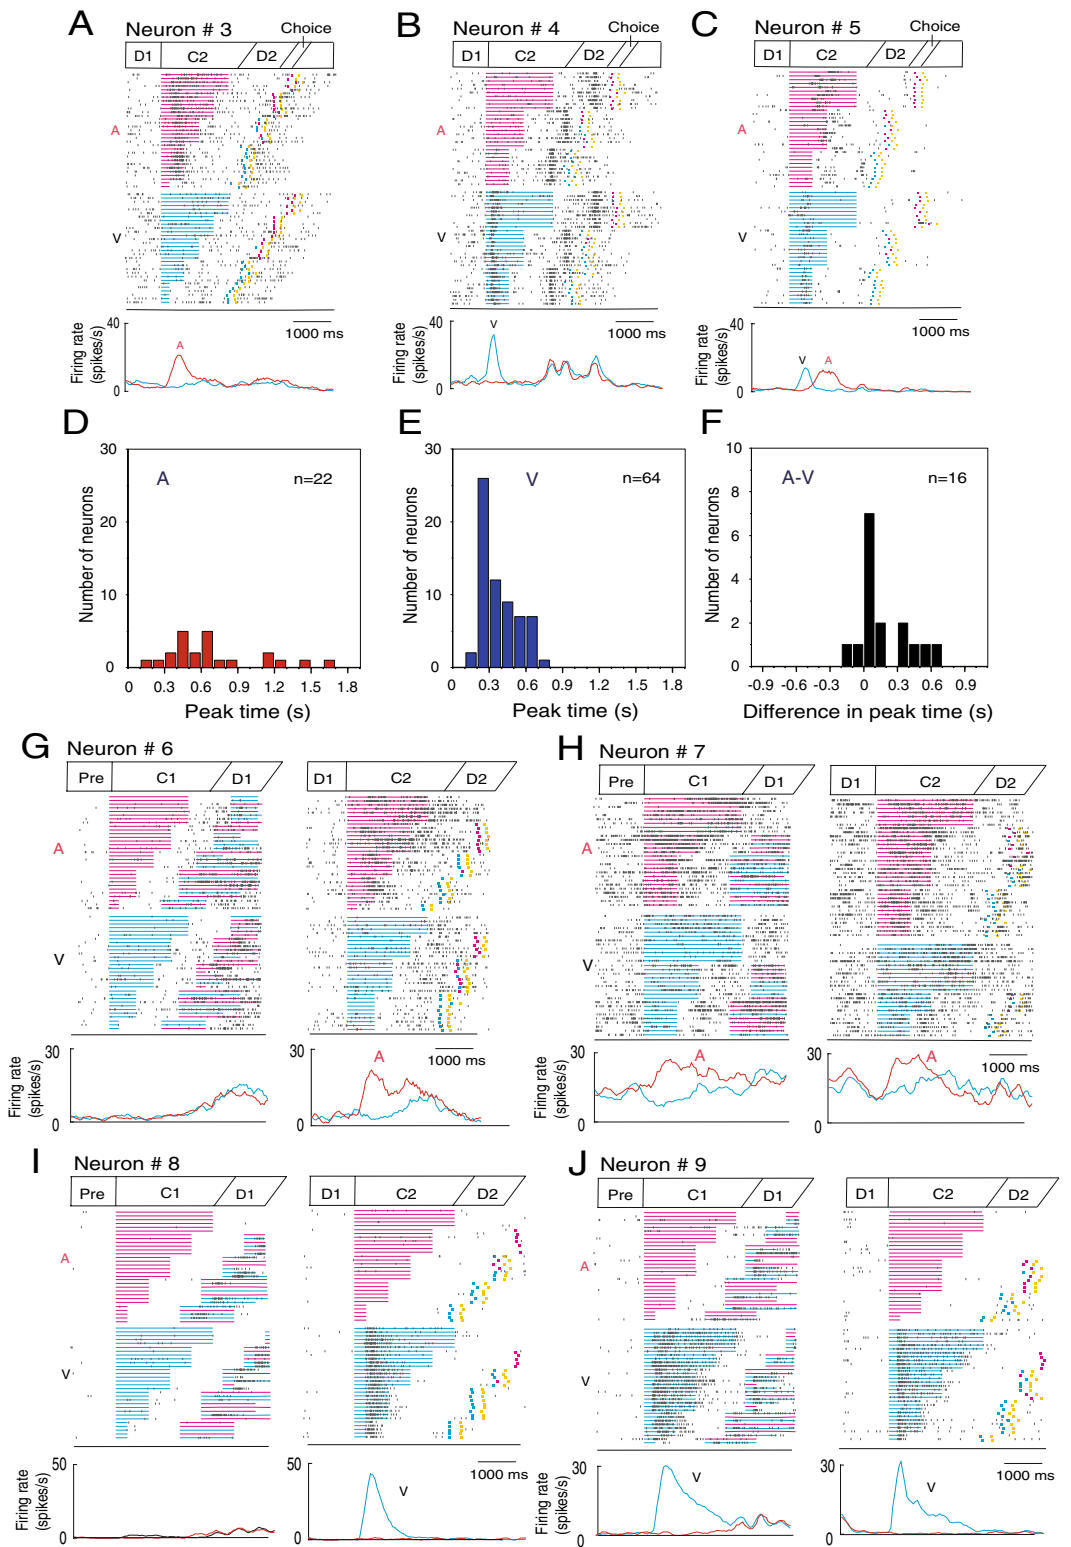 A
Neuron # 3
Choice
D1
C2
D2
A
V
1000 ms
Firing rate
(spikes/s)
40
0
A
B
Neuron # 4
Choice
D1
C2
D2
A
V
1000 ms
Firing rate
(spikes/s)
40
0
V
C
Neuron # 5
Choice
D1
C2
D2
A
V
1000 ms
Firing rate
(spikes/s)
40
0
V
A
D
30
20
10
0
Number of neurons
A
n=22
0 0.3 0.6 0.9 1.2 1.5 1.8
Peak time (s)
E
30
20
10
0
Number of neurons
V
n=64
0 0.3 0.6 0.9 1.2 1.5 1.8
Peak time (s)
F
10
8
6
4
2
0
Number of neurons
A-V
n=16
-0.9 -0.6 -0.3 0 0.3 0.6 0.9
Difference in peak time (s)
G
Neuron # 6
Pre
C1
D1
D1
C2
D2
A
V
Firing rate
(spikes/s)
30
0
30
0
A
1000 ms
H
Neuron # 7
Pre
C1
D1
D1
C2
D2
A
V
Firing rate
(spikes/s)
30
0
A
30
0
A
1000 ms
I
Neuron # 8
Pre
C1
D1
D1
C2
D2
A
V
Firing rate
(spikes/s)
50
0
50
0
V
1000 ms
J
Neuron # 9
Pre
C1
D1
D1
C2
D2
A
V
Firing rate
(spikes/s)
30
0
V
30
0
V
1000 ms